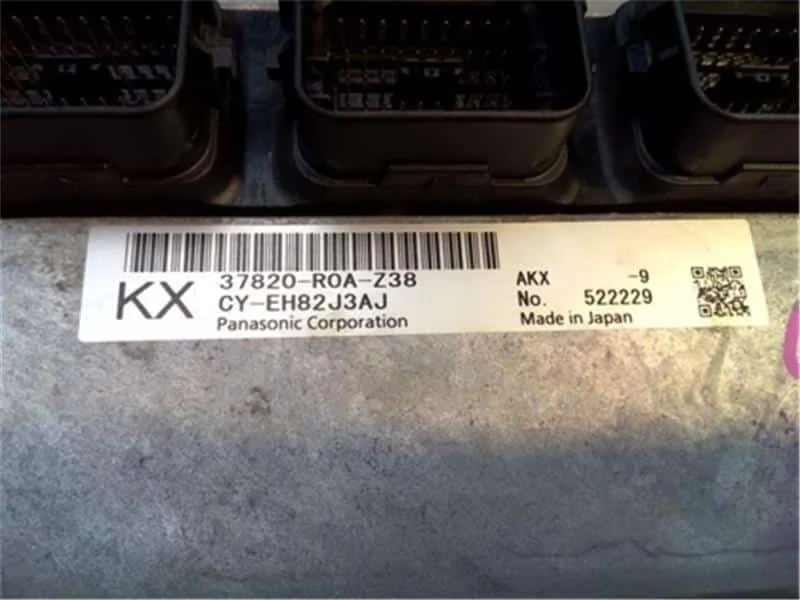 KX
37820-R0A-Z38
CY-EH82J3AJ
Panasonic Corporation
AKX -9
No. 522229
Made in Japan